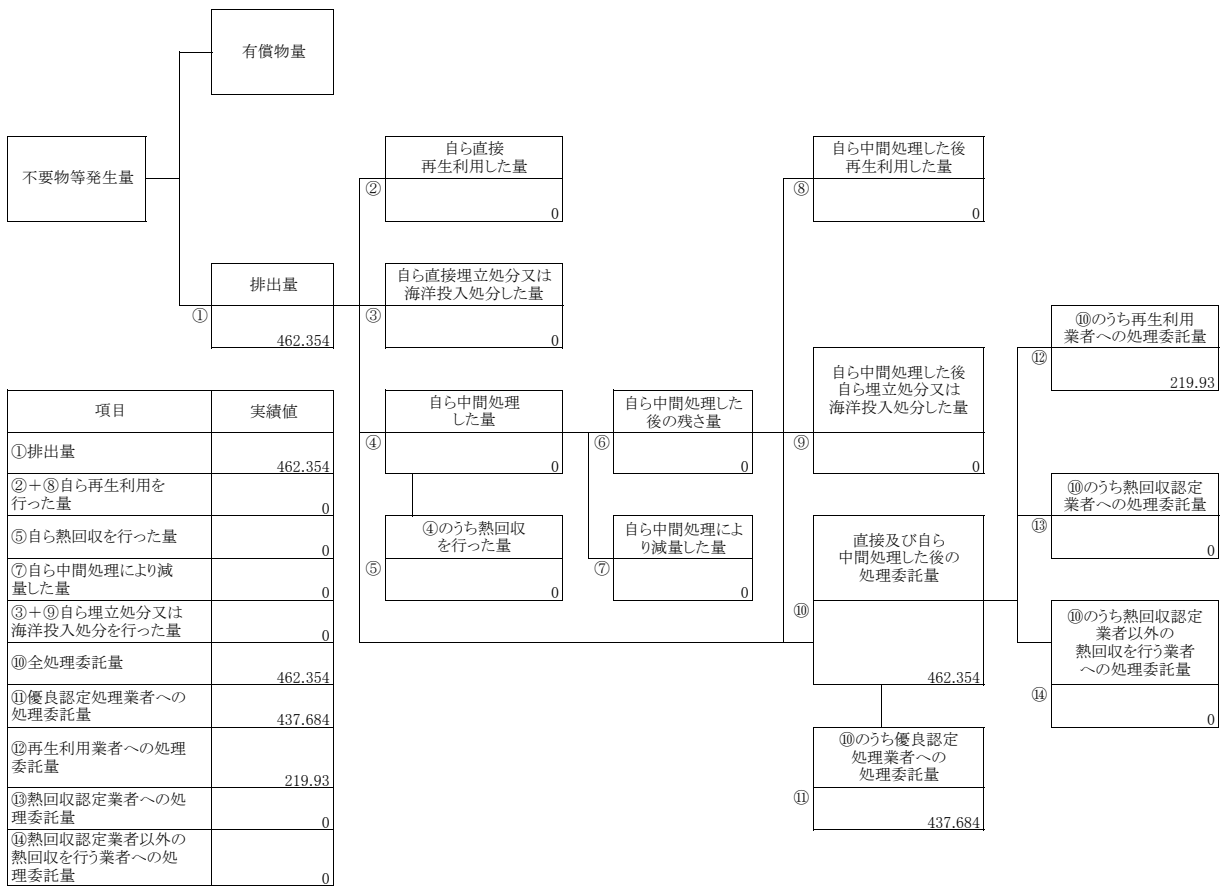 有償物量
不要物等発生量
自ら直接
再生利用した量
②
0
自ら中間処理した後
再生利用した量
⑧
0
排出量
①
462.354
自ら直接埋立処分又は
海洋投入処分した量
③
0
⑩のうち再生利用
業者への処理委託量
⑫
219.93
自ら中間処理
した量
④
0
自ら中間処理した
後の残さ量
⑥
0
自ら中間処理した後
自ら埋立処分又は
海洋投入処分した量
⑨
0
⑩のうち熱回収認定
業者への処理委託量
⑬
0
④のうち熱回収
を行った量
⑤
0
自ら中間処理によ
り減量した量
⑦
0
直接及び自ら
中間処理した後の
処理委託量
⑩
462.354
⑩のうち熱回収認定
業者以外の
熱回収を行う業者
への処理委託量
⑭
0
⑩のうち優良認定
処理業者への
処理委託量
⑪
437.684
項目 実績値
①排出量
462.354
②+⑧自ら再生利用を
行った量
0
⑤自ら熱回収を行った量
0
⑦自ら中間処理により減
量した量
0
③+⑨自ら埋立処分又は
海洋投入処分を行った量
0
⑩全処理委託量
462.354
⑪優良認定処理業者への
処理委託量
437.684
⑫再生利用業者への処理
委託量
219.93
⑬熱回収認定業者への処
理委託量
0
⑭熱回収認定業者以外の
熱回収を行う業者への処
理委託量
0